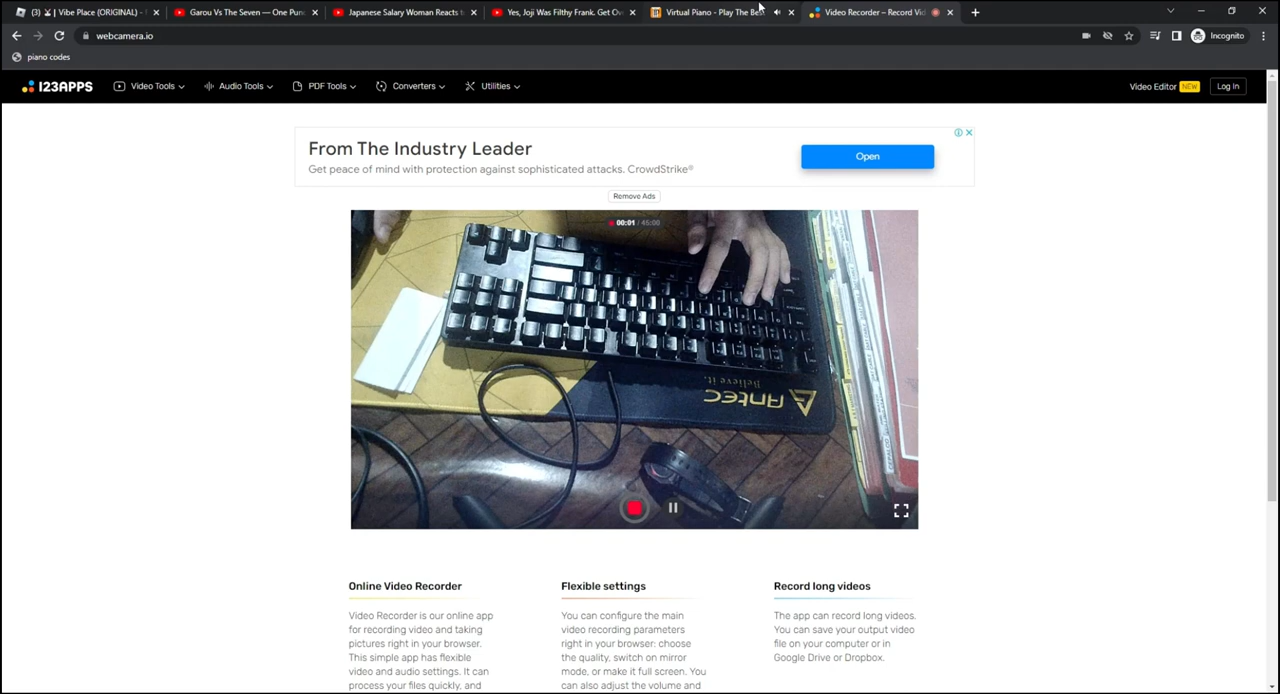 (3) ⚔ | Vibe Place (ORIGINAL) -
Garou Vs The Seven — One Pun
Japanese Salary Woman Reacts t
Yes, Joji Was Filthy Frank. Get Ov
Virtual Piano - Play The Be
Video Recorder – Record Vi
webcamera.io
Incognito
piano codes
123APPS
Video Tools
Audio Tools
PDF Tools
Converters
Utilities
Video Editor NEW
Log In
From The Industry Leader
Get peace of mind with protection against sophisticated attacks. CrowdStrike®
Open
Remove Ads
00:01 / 45:00
Antec
Believe it.
Online Video Recorder
Video Recorder is our online app
for recording video and taking
pictures right in your browser.
This simple app has flexible
video and audio settings. It can
process your files quickly, and
Flexible settings
You can configure the main
video recording parameters
right in your browser: choose
the quality, switch on mirror
mode, or make it full screen. You
can also adjust the volume and
Record long videos
The app can record long videos.
You can save your output video
file on your computer or in
Google Drive or Dropbox.